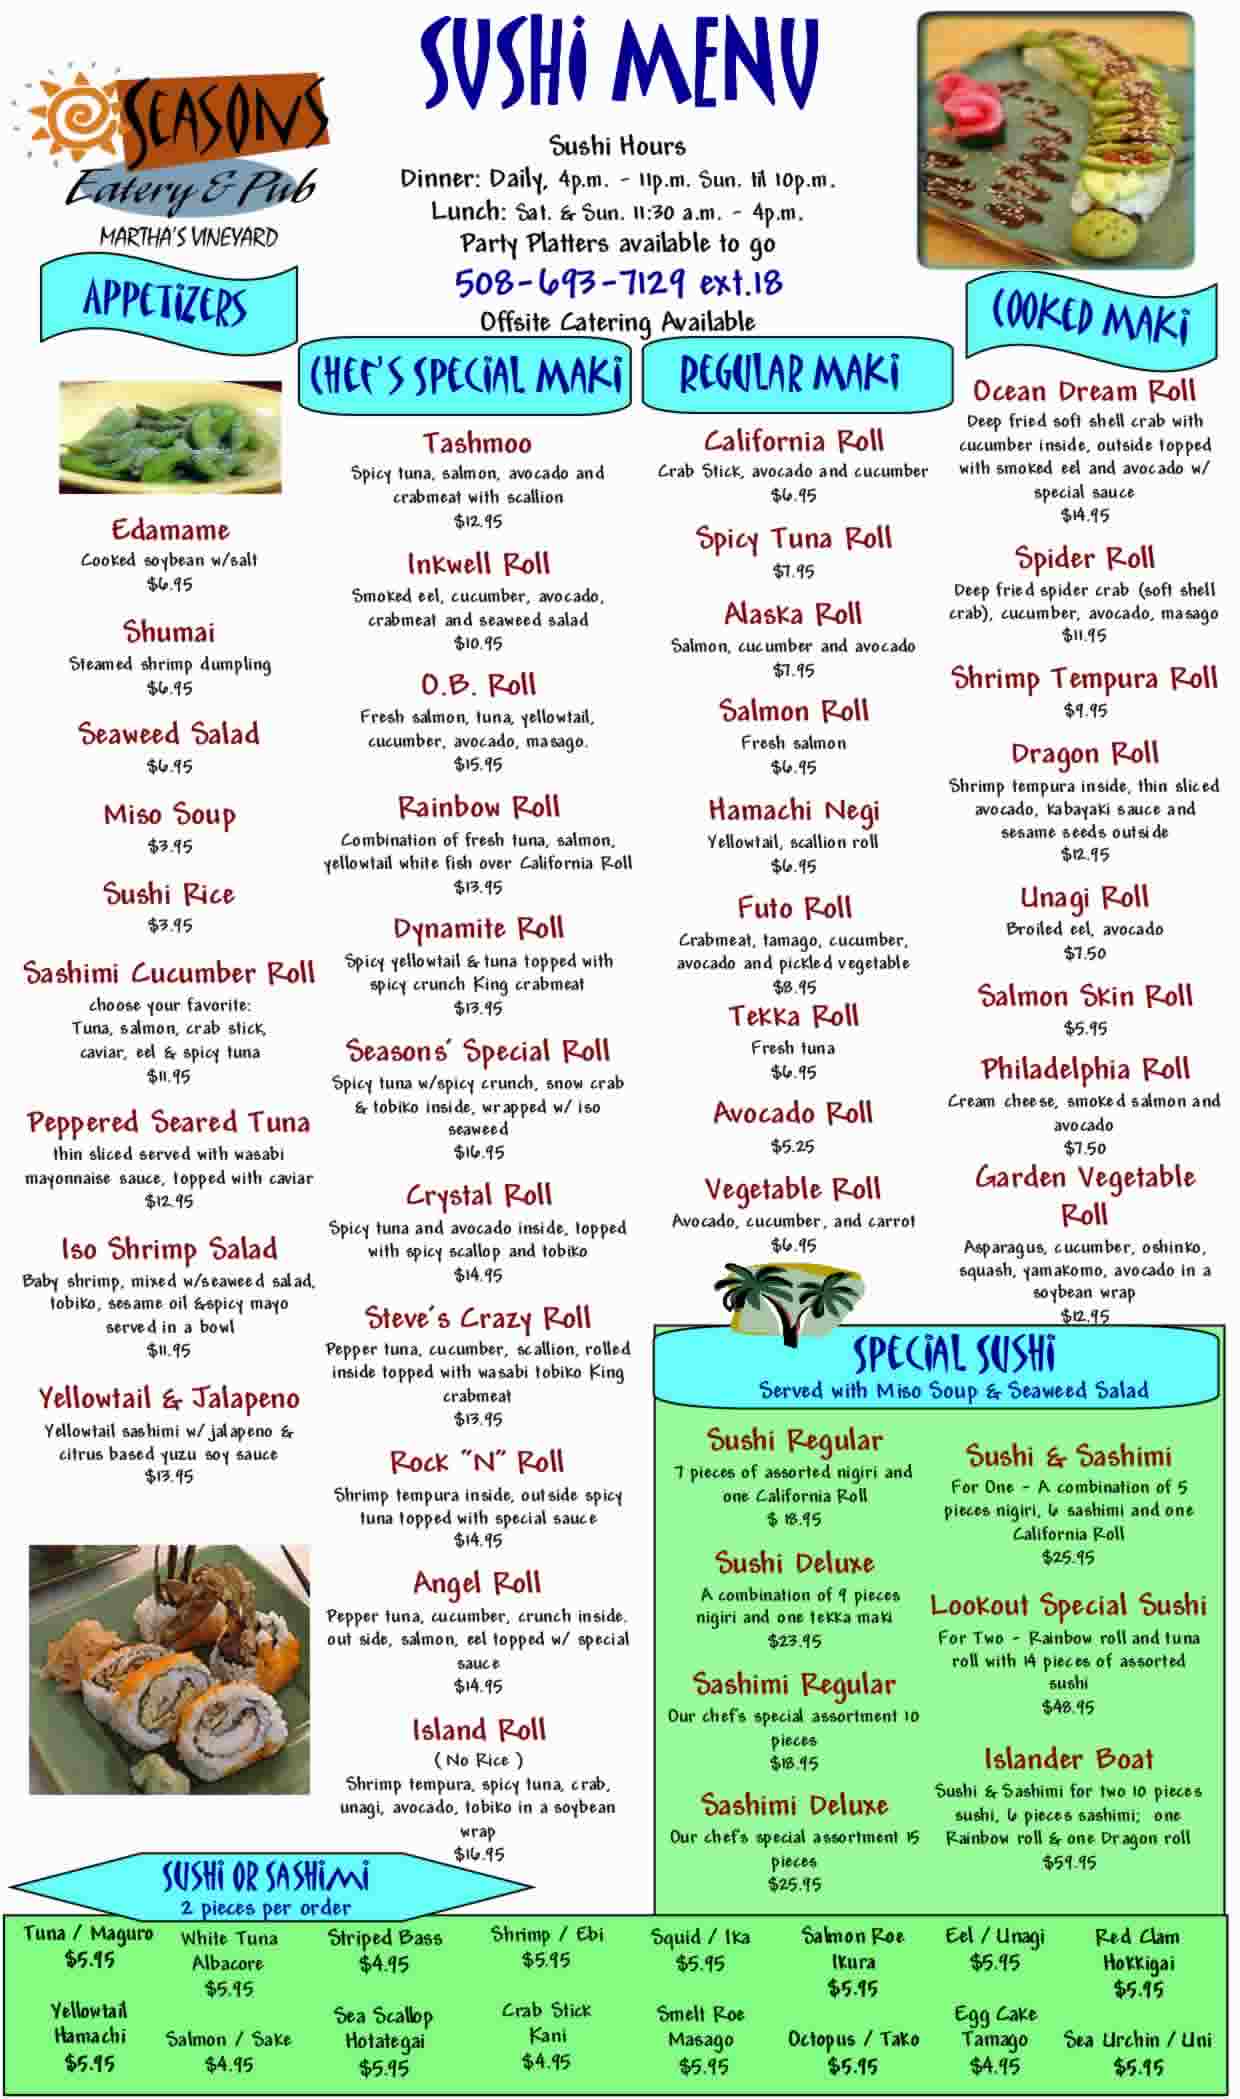 SEASONS
Eatery & Pub
MARTHA'S VINEYARD
SUSHI MENU
Sushi Hours
Dinner: Daily, 4p.m. - 11p.m. Sun. til 10p.m.
Lunch: Sat. & Sun. 11:30 a.m. - 4p.m.
Party Platters available to go
508-693-7129 ext.18
Offsite Catering Available
APPETIZERS
Edamame
Cooked soybean w/salt
$6.95
Shumai
Steamed shrimp dumpling
$6.95
Seaweed Salad
$6.95
Miso Soup
$3.95
Sushi Rice
$3.95
Sashimi Cucumber Roll
choose your favorite:
Tuna, salmon, crab stick,
caviar, eel & spicy tuna
$11.95
Peppered Seared Tuna
thin sliced served with wasabi
mayonnaise sauce, topped with caviar
$12.95
Iso Shrimp Salad
Baby shrimp, mixed w/seaweed salad,
tobiko, sesame oil &spicy mayo
served in a bowl
$11.95
Yellowtail & Jalapeno
Yellowtail sashimi w/ jalapeno &
citrus based yuzu soy sauce
$13.95
CHEF'S SPECIAL MAKI
Tashmoo
Spicy tuna, salmon, avocado and
crabmeat with scallion
$12.95
Inkwell Roll
Smoked eel, cucumber, avocado,
crabmeat and seaweed salad
$10.95
O.B. Roll
Fresh salmon, tuna, yellowtail,
cucumber, avocado, masago.
$15.95
Rainbow Roll
Combination of fresh tuna, salmon,
yellowtail white fish over California Roll
$13.95
Dynamite Roll
Spicy yellowtail & tuna topped with
spicy crunch King crabmeat
$13.95
Seasons' Special Roll
Spicy tuna w/spicy crunch, snow crab
& tobiko inside, wrapped w/ iso
seaweed
$16.95
Crystal Roll
Spicy tuna and avocado inside, topped
with spicy scallop and tobiko
$14.95
Steve's Crazy Roll
Pepper tuna, cucumber, scallion, rolled
inside topped with wasabi tobiko King
crabmeat
$13.95
Rock "N" Roll
Shrimp tempura inside, outside spicy
tuna topped with special sauce
$14.95
Angel Roll
Pepper tuna, cucumber, crunch inside,
out side, salmon, eel topped w/ special
sauce
$14.95
Island Roll
( No Rice )
Shrimp tempura, spicy tuna, crab,
unagi, avocado, tobiko in a soybean
wrap
$16.95
REGULAR MAKI
California Roll
Crab Stick, avocado and cucumber
$6.95
Spicy Tuna Roll
$7.95
Alaska Roll
Salmon, cucumber and avocado
$7.95
Salmon Roll
Fresh salmon
$6.95
Hamachi Negi
Yellowtail, scallion roll
$6.95
Futo Roll
Crabmeat, tamago, cucumber,
avocado and pickled vegetable
$8.95
Tekka Roll
Fresh tuna
$6.95
Avocado Roll
$5.25
Vegetable Roll
Avocado, cucumber, and carrot
$6.95
COOKED MAKI
Ocean Dream Roll
Deep fried soft shell crab with
cucumber inside, outside topped
with smoked eel and avocado w/
special sauce
$14.95
Spider Roll
Deep fried spider crab (soft shell
crab), cucumber, avocado, masago
$11.95
Shrimp Tempura Roll
$9.95
Dragon Roll
Shrimp tempura inside, thin sliced
avocado, kabayaki sauce and
sesame seeds outside
$12.95
Unagi Roll
Broiled eel, avocado
$7.50
Salmon Skin Roll
$5.95
Philadelphia Roll
Cream cheese, smoked salmon and
avocado
$7.50
Garden Vegetable
Roll
Asparagus, cucumber, oshinko,
squash, yamakomo, avocado in a
soybean wrap
$12.95
SPECIAL SUSHI
Served with Miso Soup & Seaweed Salad
Sushi Regular
7 pieces of assorted nigiri and
one California Roll
$ 18.95
Sushi Deluxe
A combination of 9 pieces
nigiri and one tekka maki
$23.95
Sashimi Regular
Our chefs special assortment 10
pieces
$18.95
Sashimi Deluxe
Our chefs special assortment 15
pieces
$25.95
Sushi & Sashimi
For One - A combination of 5
pieces nigiri, 6 sashimi and one
California Roll
$25.95
Lookout Special Sushi
For Two - Rainbow roll and tuna
roll with 14 pieces of assorted
sushi
$48.95
Islander Boat
Sushi & Sashimi for two 10 pieces
sushi, 6 pieces sashimi; one
Rainbow roll & one Dragon roll
$59.95
SUSHI OR SASHIMI
2 pieces per order
Tuna / Maguro
$5.95
White Tuna
Albacore
$5.95
Striped Bass
$4.95
Shrimp / Ebi
$5.95
Squid / Ika
$5.95
Salmon Roe
Ikura
$5.95
Eel / Unagi
$5.95
Red Clam
Hokkigai
$5.95
Yellowtail
Hamachi
$5.95
Salmon / Sake
$4.95
Sea Scallop
Hotategai
$5.95
Crab Stick
Kani
$4.95
Smelt Roe
Masago
$5.95
Octopus / Tako
$5.95
Egg Cake
Tamago
$4.95
Sea Urchin / Uni
$5.95